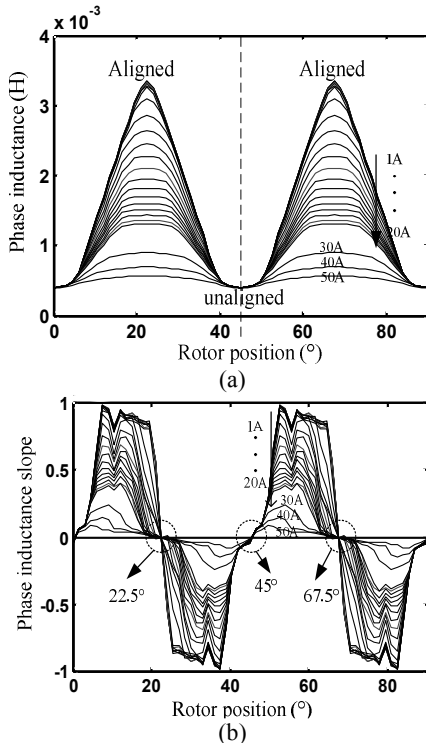 x 10⁻³
4
3
2
1
0
Phase inductance (H)
Aligned
Aligned
1A
20A
30A
40A
50A
unaligned
0 20 40 60 80
Rotor position (°)
(a)
1
0.5
0
-0.5
-1
Phase inductance slope
1A
20A
30A
40A
50A
22.5°
45°
67.5°
0 20 40 60 80
Rotor position (°)
(b)